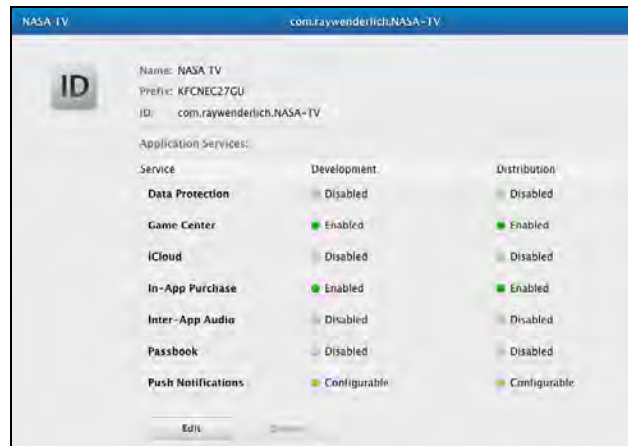 NASA TV com.raywenderlich.NASA-TV
ID
Name: NASA TV
Prefix: KFCNEC27GU
ID: com.raywenderlich.NASA-TV
Application Services:
Service Development Distribution
Data Protection Disabled Disabled
Game Center Enabled Enabled
iCloud Disabled Disabled
In-App Purchase Enabled Enabled
Inter-App Audio Disabled Disabled
Passbook Disabled Disabled
Push Notifications Configurable Configurable
Edit